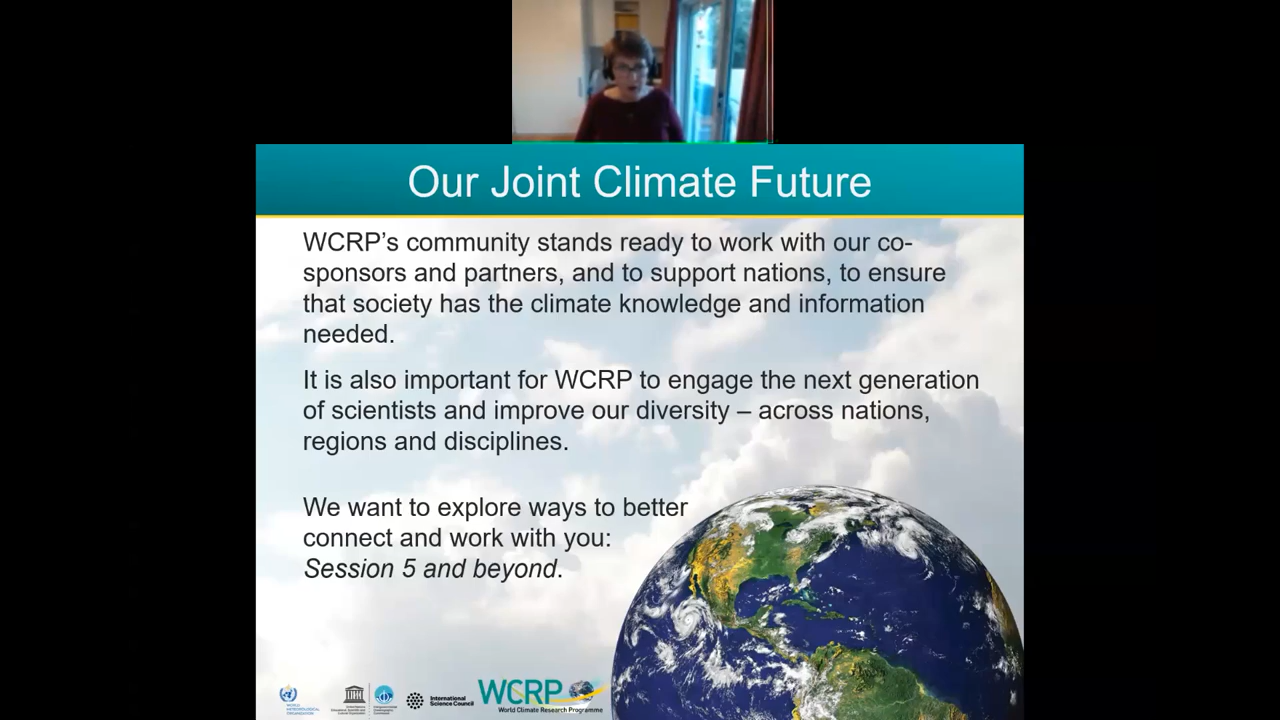 Our Joint Climate Future
WCRP’s community stands ready to work with our co-
sponsors and partners, and to support nations, to ensure
that society has the climate knowledge and information
needed.
It is also important for WCRP to engage the next generation
of scientists and improve our diversity – across nations,
regions and disciplines.
We want to explore ways to better
connect and work with you:
Session 5 and beyond.
WORLD
METEOROLOGICAL
ORGANIZATION
International
Science Council
WCRP
World Climate Research Programme